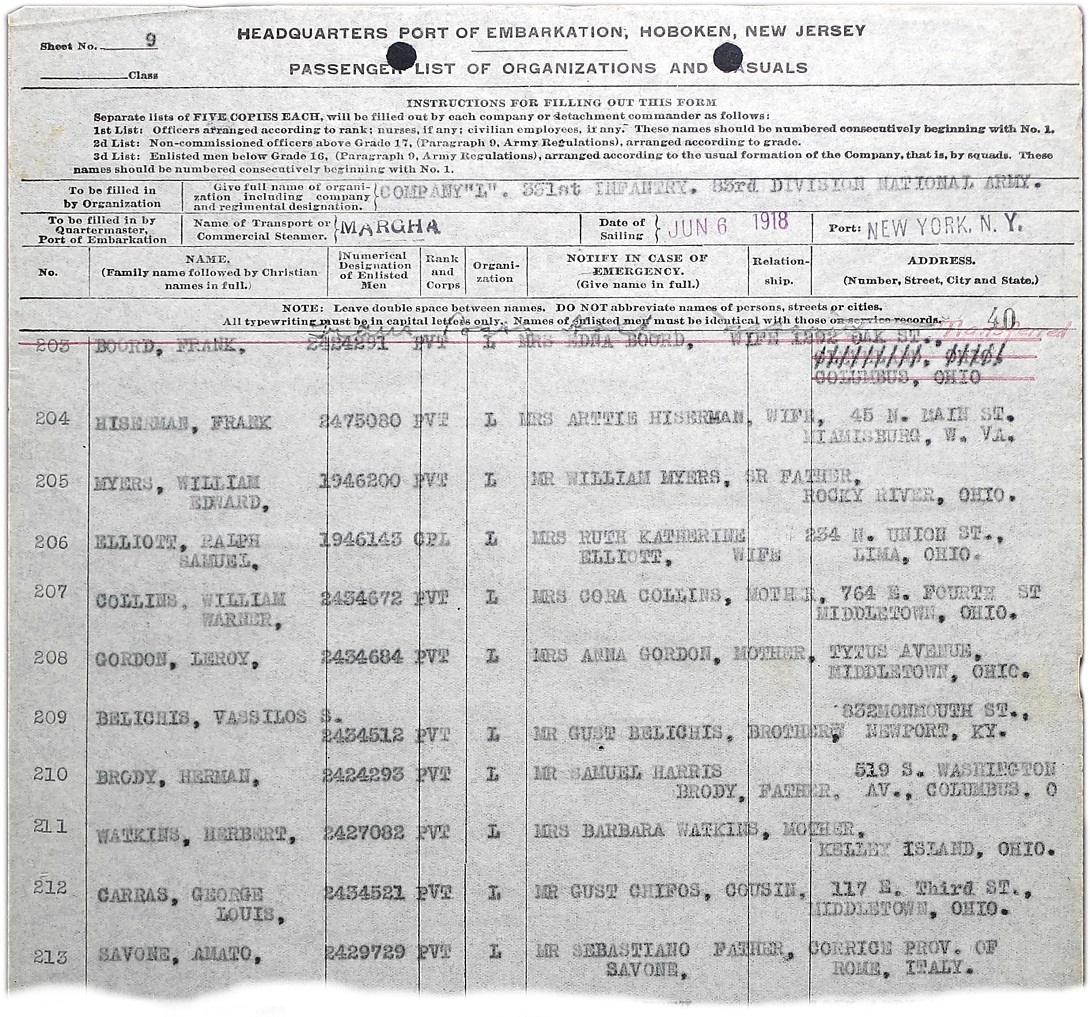 Sheet No. 9
HEADQUARTERS PORT OF EMBARKATION, HOBOKEN, NEW JERSEY
Class
PASSENGER LIST OF ORGANIZATIONS AND CASUALS
INSTRUCTIONS FOR FILLING OUT THIS FORM
Separate lists of FIVE COPIES EACH, will be filled out by each company or detachment commander as follows:
1st List: Officers arranged according to rank; nurses, if any; civilian employees, if any. These names should be numbered consecutively beginning with No. 1.
2d List: Non-commissioned officers above Grade 17, (Paragraph 9, Army Regulations), arranged according to grade.
3d List: Enlisted men below Grade 16, (Paragraph 9, Army Regulations), arranged according to the usual formation of the Company, that is, by squads. These
names should be numbered consecutively beginning with No. 1.
To be filled in by Organization Give full name of organization including company and regimental designation. COMPANY"L". 331st INFANTRY. 83rd DIVISION NATIONAL ARMY.
To be filled in by Quartermaster, Port of Embarkation Name of Transport or Commercial Steamer. MARGHA Date of Sailing JUN 6 1918 Port: NEW YORK, N. Y.
No. NAME. (Family name followed by Christian names in full.) Numerical Designation of Enlisted Men Rank and Corps Organi-zation NOTIFY IN CASE OF EMERGENCY. (Give name in full.) Relation-ship. ADDRESS. (Number, Street, City and State.)
NOTE: Leave double space between names. DO NOT abbreviate names of persons, streets or cities.
All typewriting must be in capital letters only. Names of enlisted men must be identical with those on service records.
40
Transferred
203 BOORD, FRANK. 2424291 PVT L MRS EDNA BOORD, WIFE 1292 OAK ST.,
COLUMBUS, OHIO
204 HISERMAN, FRANK 2475080 PVT L MRS ARTTIE HISERMAN, WIFE, 45 N. MAIN ST.
MIAMISBURG, W. VA.
205 MYERS, WILLIAM 1946200 PVT L MR WILLIAM MYERS, SR FATHER,
EDWARD, ROCKY RIVER, OHIO.
206 ELLIOTT, RALPH 1946143 CPL L MRS RUTH KATHERINE 234 N. UNION ST.,
SAMUEL, ELLIOTT, WIFE LIMA, OHIO.
207 COLLINS, WILLIAM 2434672 PVT L MRS CORA COLLINS, MOTHER, 764 E. FOURTH ST
WARNER, MIDDLETOWN, OHIO.
208 GORDON, LEROY, 2434684 PVT L MRS ANNA GORDON, MOTHER, TYTUS AVENUE,
MIDDLETOWN, OHIO.
209 BELICHIS, VASSILOS S. 832MONMOUTH ST.,
2434512 PVT L MR GUST BELICHIS, BROTHER, NEWPORT, KY.
210 BRODY, HERMAN, 2424293 PVT L MR SAMUEL HARRIS 519 S. WASHINGTON
BRODY, FATHER, AV., COLUMBUS, O
211 WATKINS, HERBERT, 2427082 PVT L MRS BARBARA WATKINS, MOTHER,
KELLEY ISLAND, OHIO.
212 CARRAS, GEORGE 2434521 PVT L MR GUST CHIFOS, COUSIN, 117 E. Third ST.,
LOUIS, MIDDLETOWN, OHIO.
213 SAVONE, AMATO, 2429729 PVT L MR SEBASTIANO FATHER, CORRICE PROV. OF
SAVONE, ROME, ITALY.